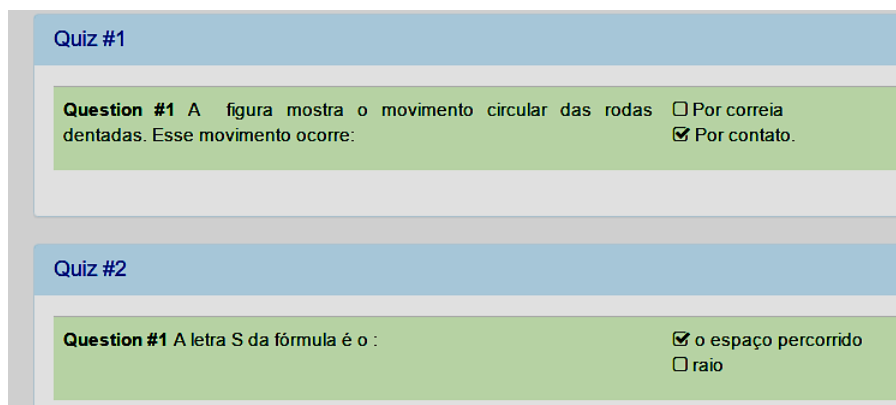 Quiz #1
Question #1 A figura mostra o movimento circular das rodas
dentadas. Esse movimento ocorre:
Por correia
Por contato.
Quiz #2
Question #1 A letra S da fórmula é o :
o espaço percorrido
raio